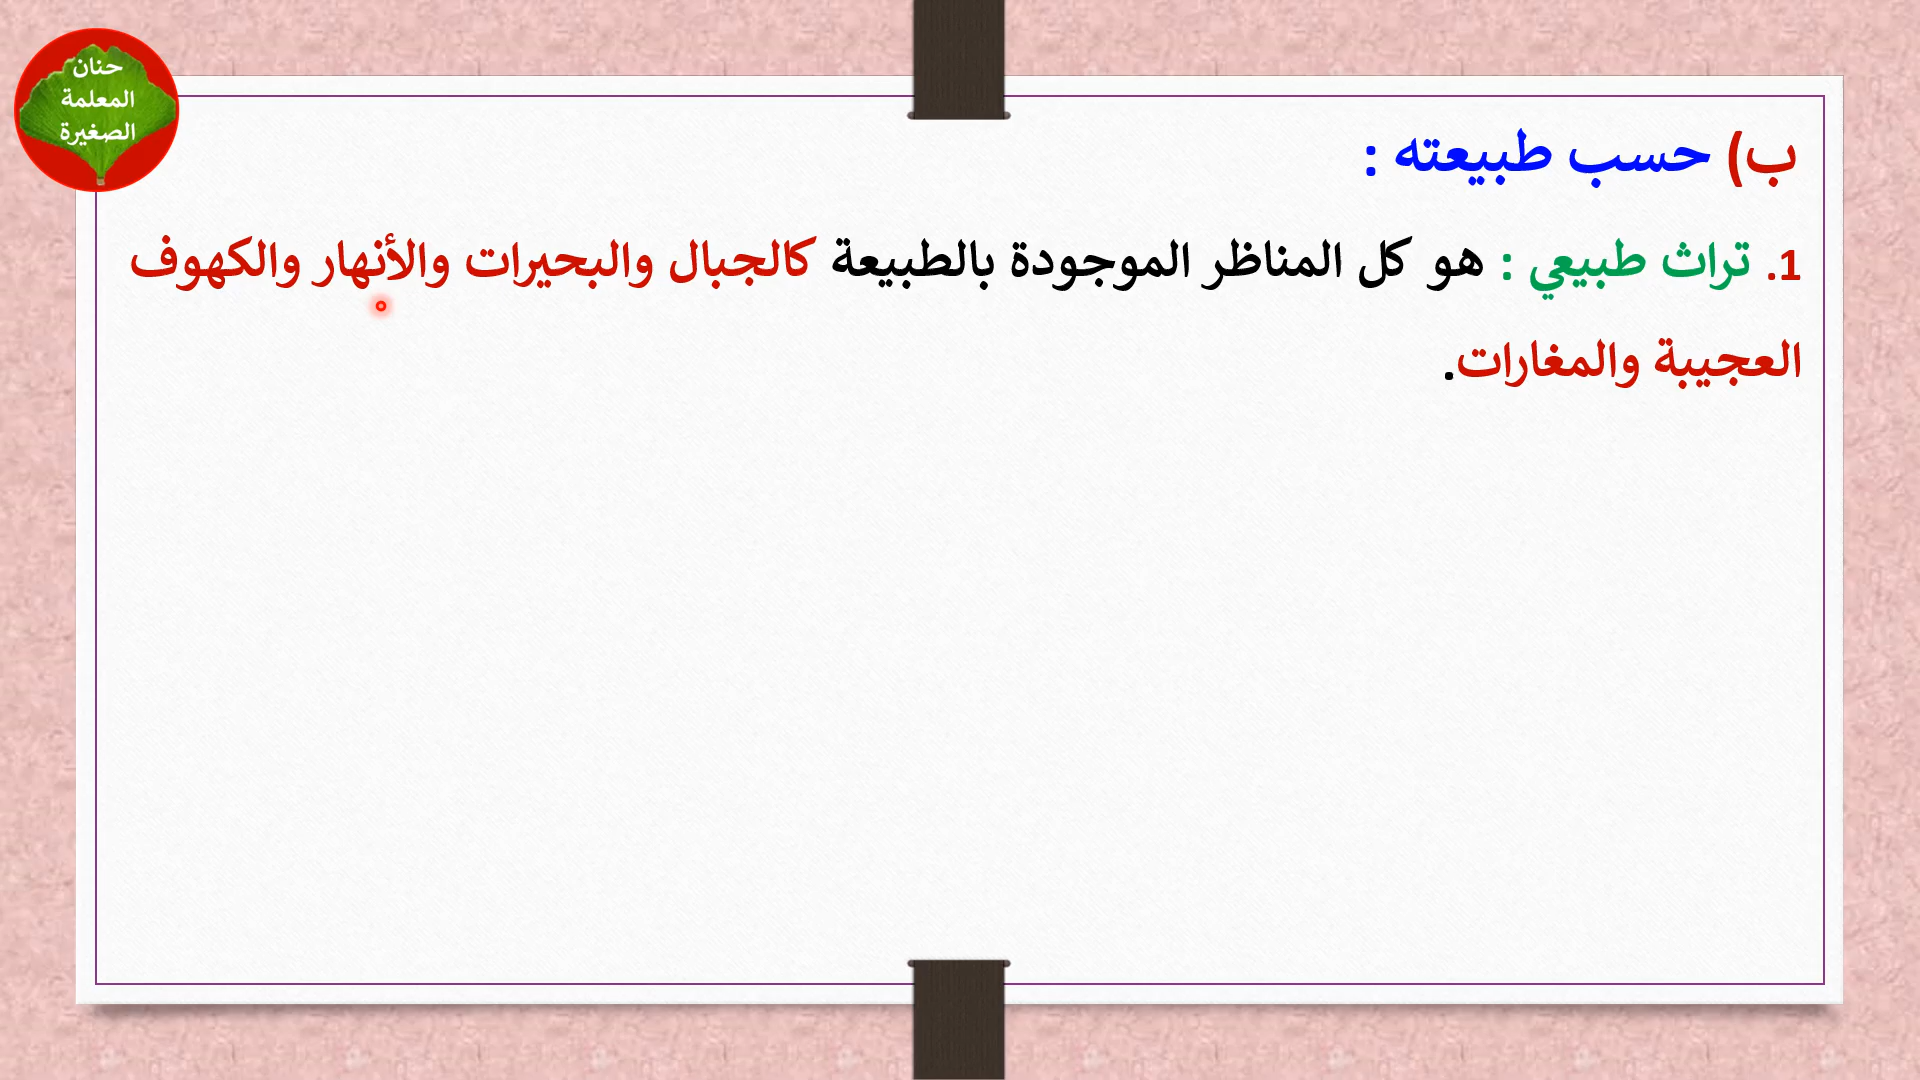 حنان
المعلمة
الصغيرة
ب) حسب طبيعته :
1. تراث طبيعي : هو كل المناظر الموجودة بالطبيعة كالجبال والبحيرات والأنهار والكهوف
العجيبة والمغارات.